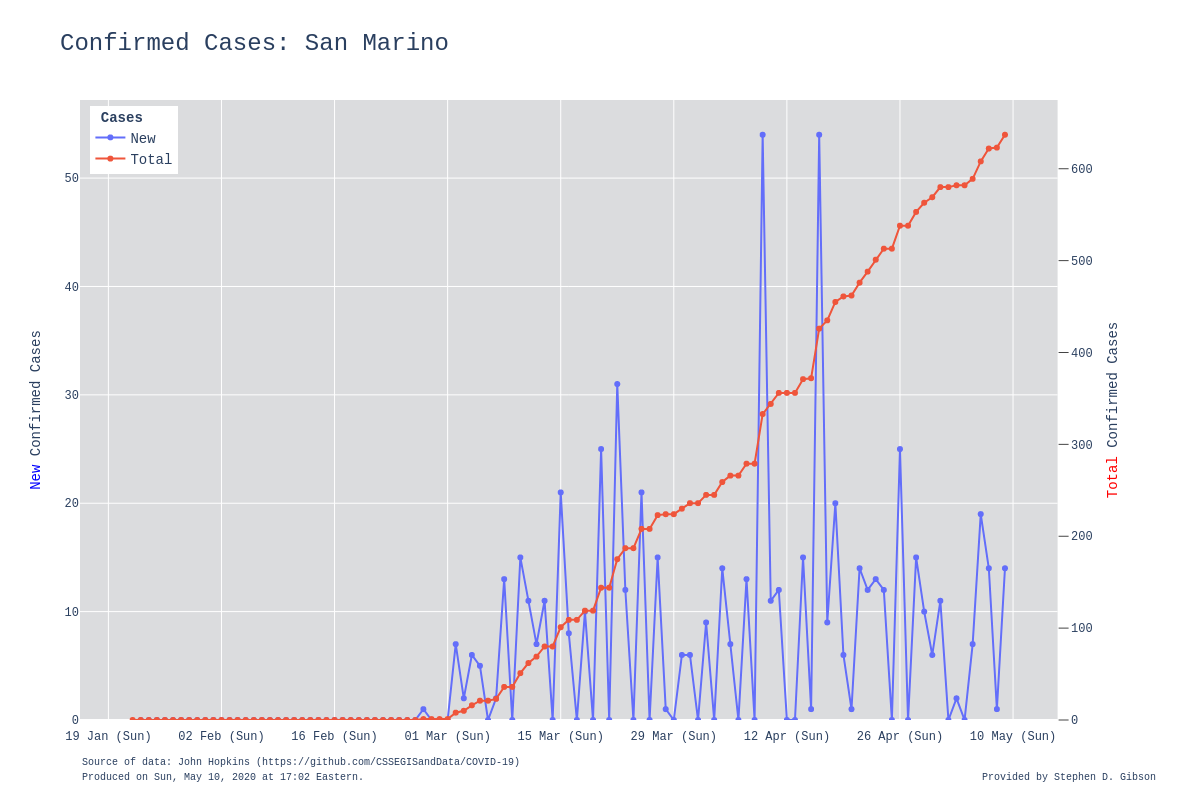 Confirmed Cases: San Marino
Cases
New
Total
50
40
30
20
10
0
600
500
400
300
200
100
0
New Confirmed Cases
Total Confirmed Cases
19 Jan (Sun) 02 Feb (Sun) 16 Feb (Sun) 01 Mar (Sun) 15 Mar (Sun) 29 Mar (Sun) 12 Apr (Sun) 26 Apr (Sun) 10 May (Sun)
Source of data: John Hopkins (https://github.com/CSSEGISandData/COVID-19)
Produced on Sun, May 10, 2020 at 17:02 Eastern.
Provided by Stephen D. Gibson